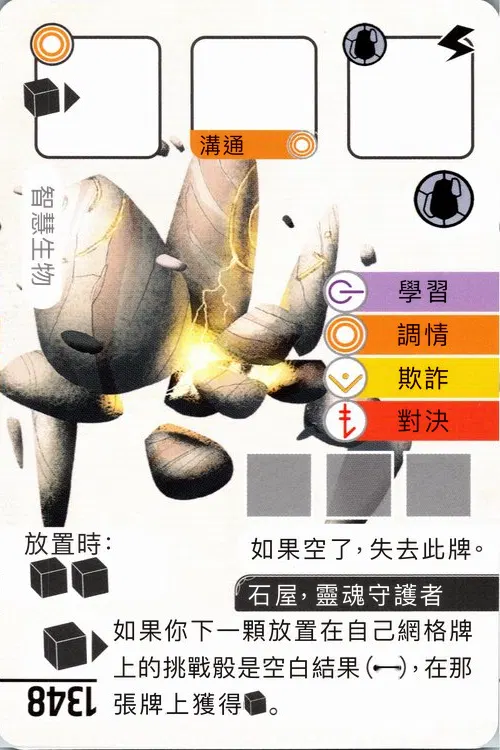 溝通
智慧生物
學習
調情
欺詐
對決
放置時：
如果空了，失去此牌。
石屋，靈魂守護者
如果你下一顆放置在自己網格牌
上的挑戰骰是空白結果（），在那
張牌上獲得。
1348